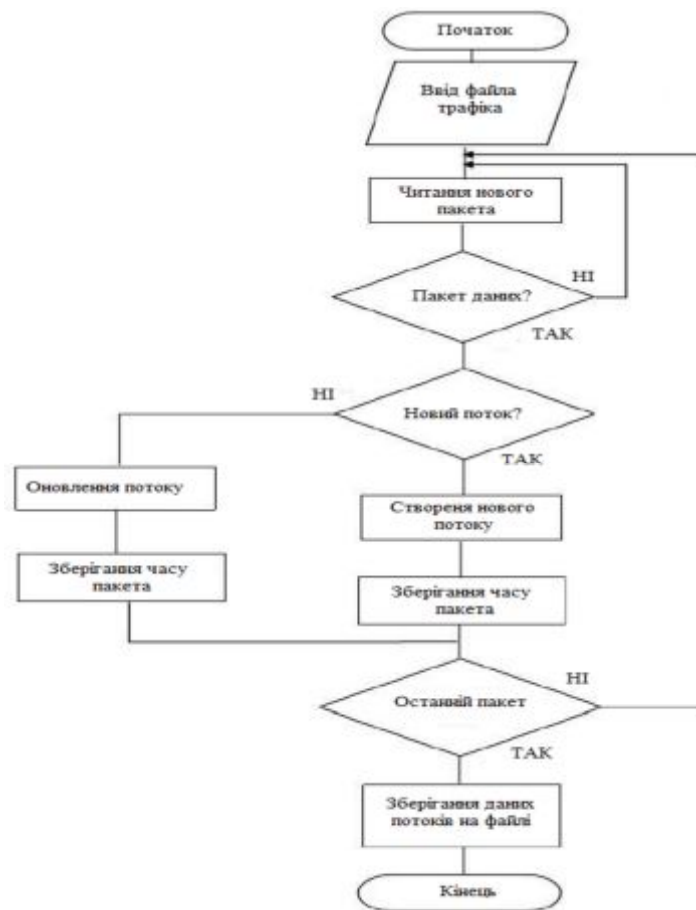 Початок
Ввід файла
трафіка
Читання нового
пакета
Пакет даних?
НІ
ТАК
Новий поток?
НІ
ТАК
Оновлення потоку
Створеня нового
потоку
Зберігання часу
пакета
Зберігання часу
пакета
Останній пакет
НІ
ТАК
Зберігання даних
потоків на файлі
Кінець